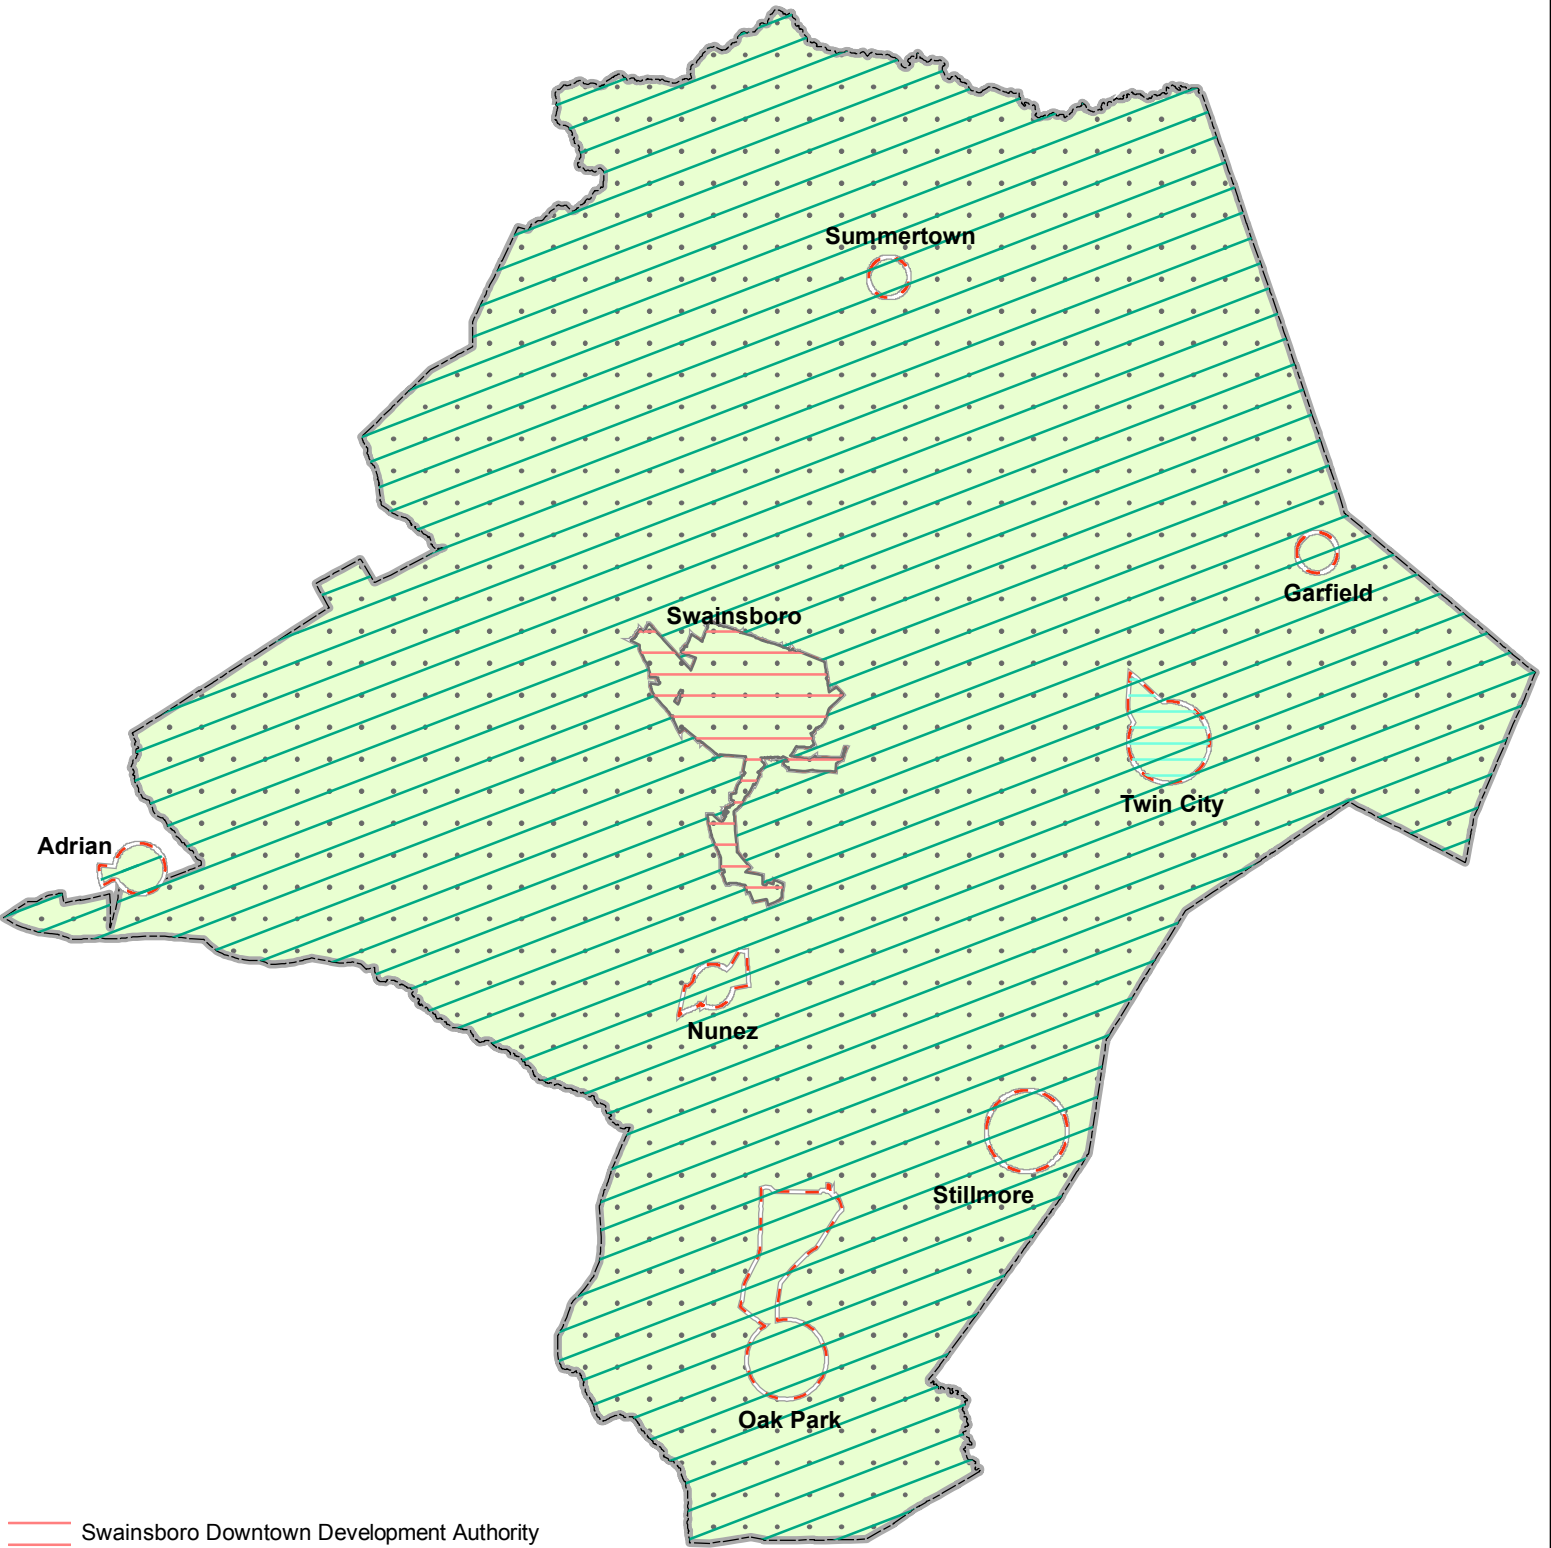 Summertown
Garfield
Swainsboro
Twin City
Adrian
Nunez
Stillmore
Oak Park
Swainsboro Downtown Development Authority